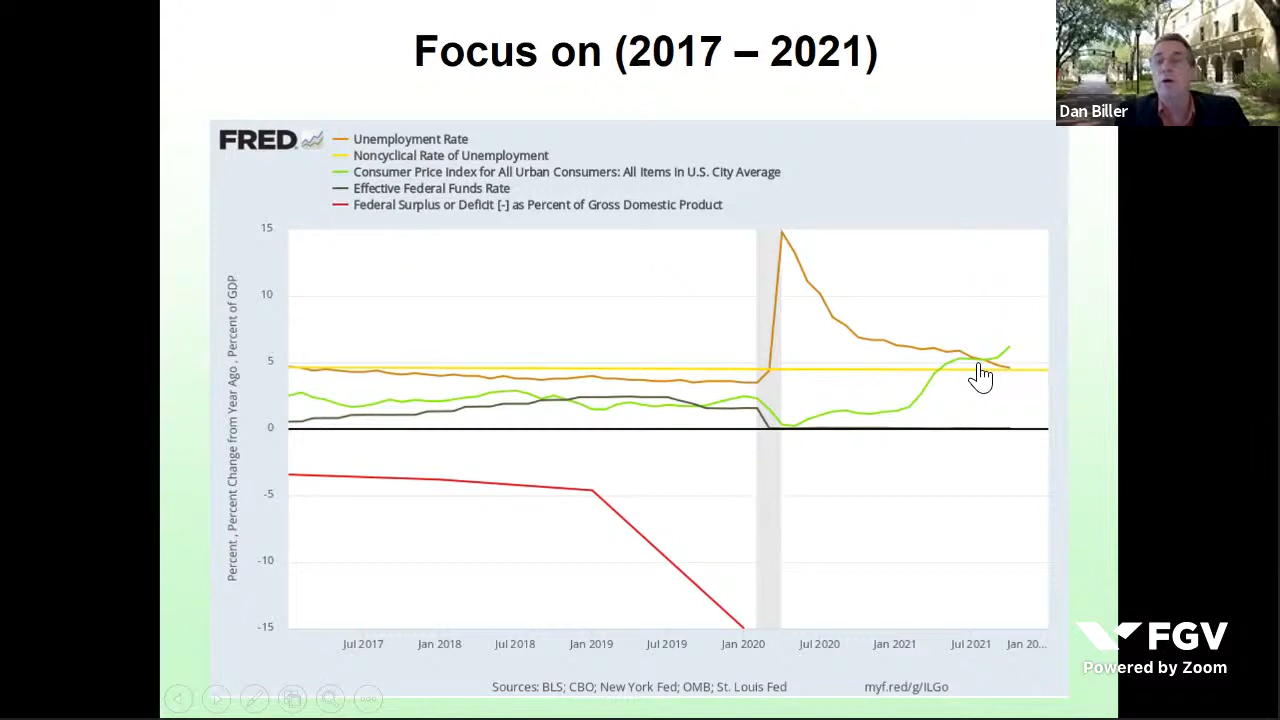 Focus on (2017 – 2021)
Dan Biller
FRED
Unemployment Rate
Noncyclical Rate of Unemployment
Consumer Price Index for All Urban Consumers: All Items in U.S. City Average
Effective Federal Funds Rate
Federal Surplus or Deficit [-] as Percent of Gross Domestic Product
Percent , Percent Change from Year Ago , Percent of GDP
15
10
5
0
-5
-10
-15
Jul 2017 Jan 2018 Jul 2018 Jan 2019 Jul 2019 Jan 2020 Jul 2020 Jan 2021 Jul 2021 Jan 20...
Sources: BLS; CBO; New York Fed; OMB; St. Louis Fed myf.red/g/ILGo
FGV
Powered by Zoom